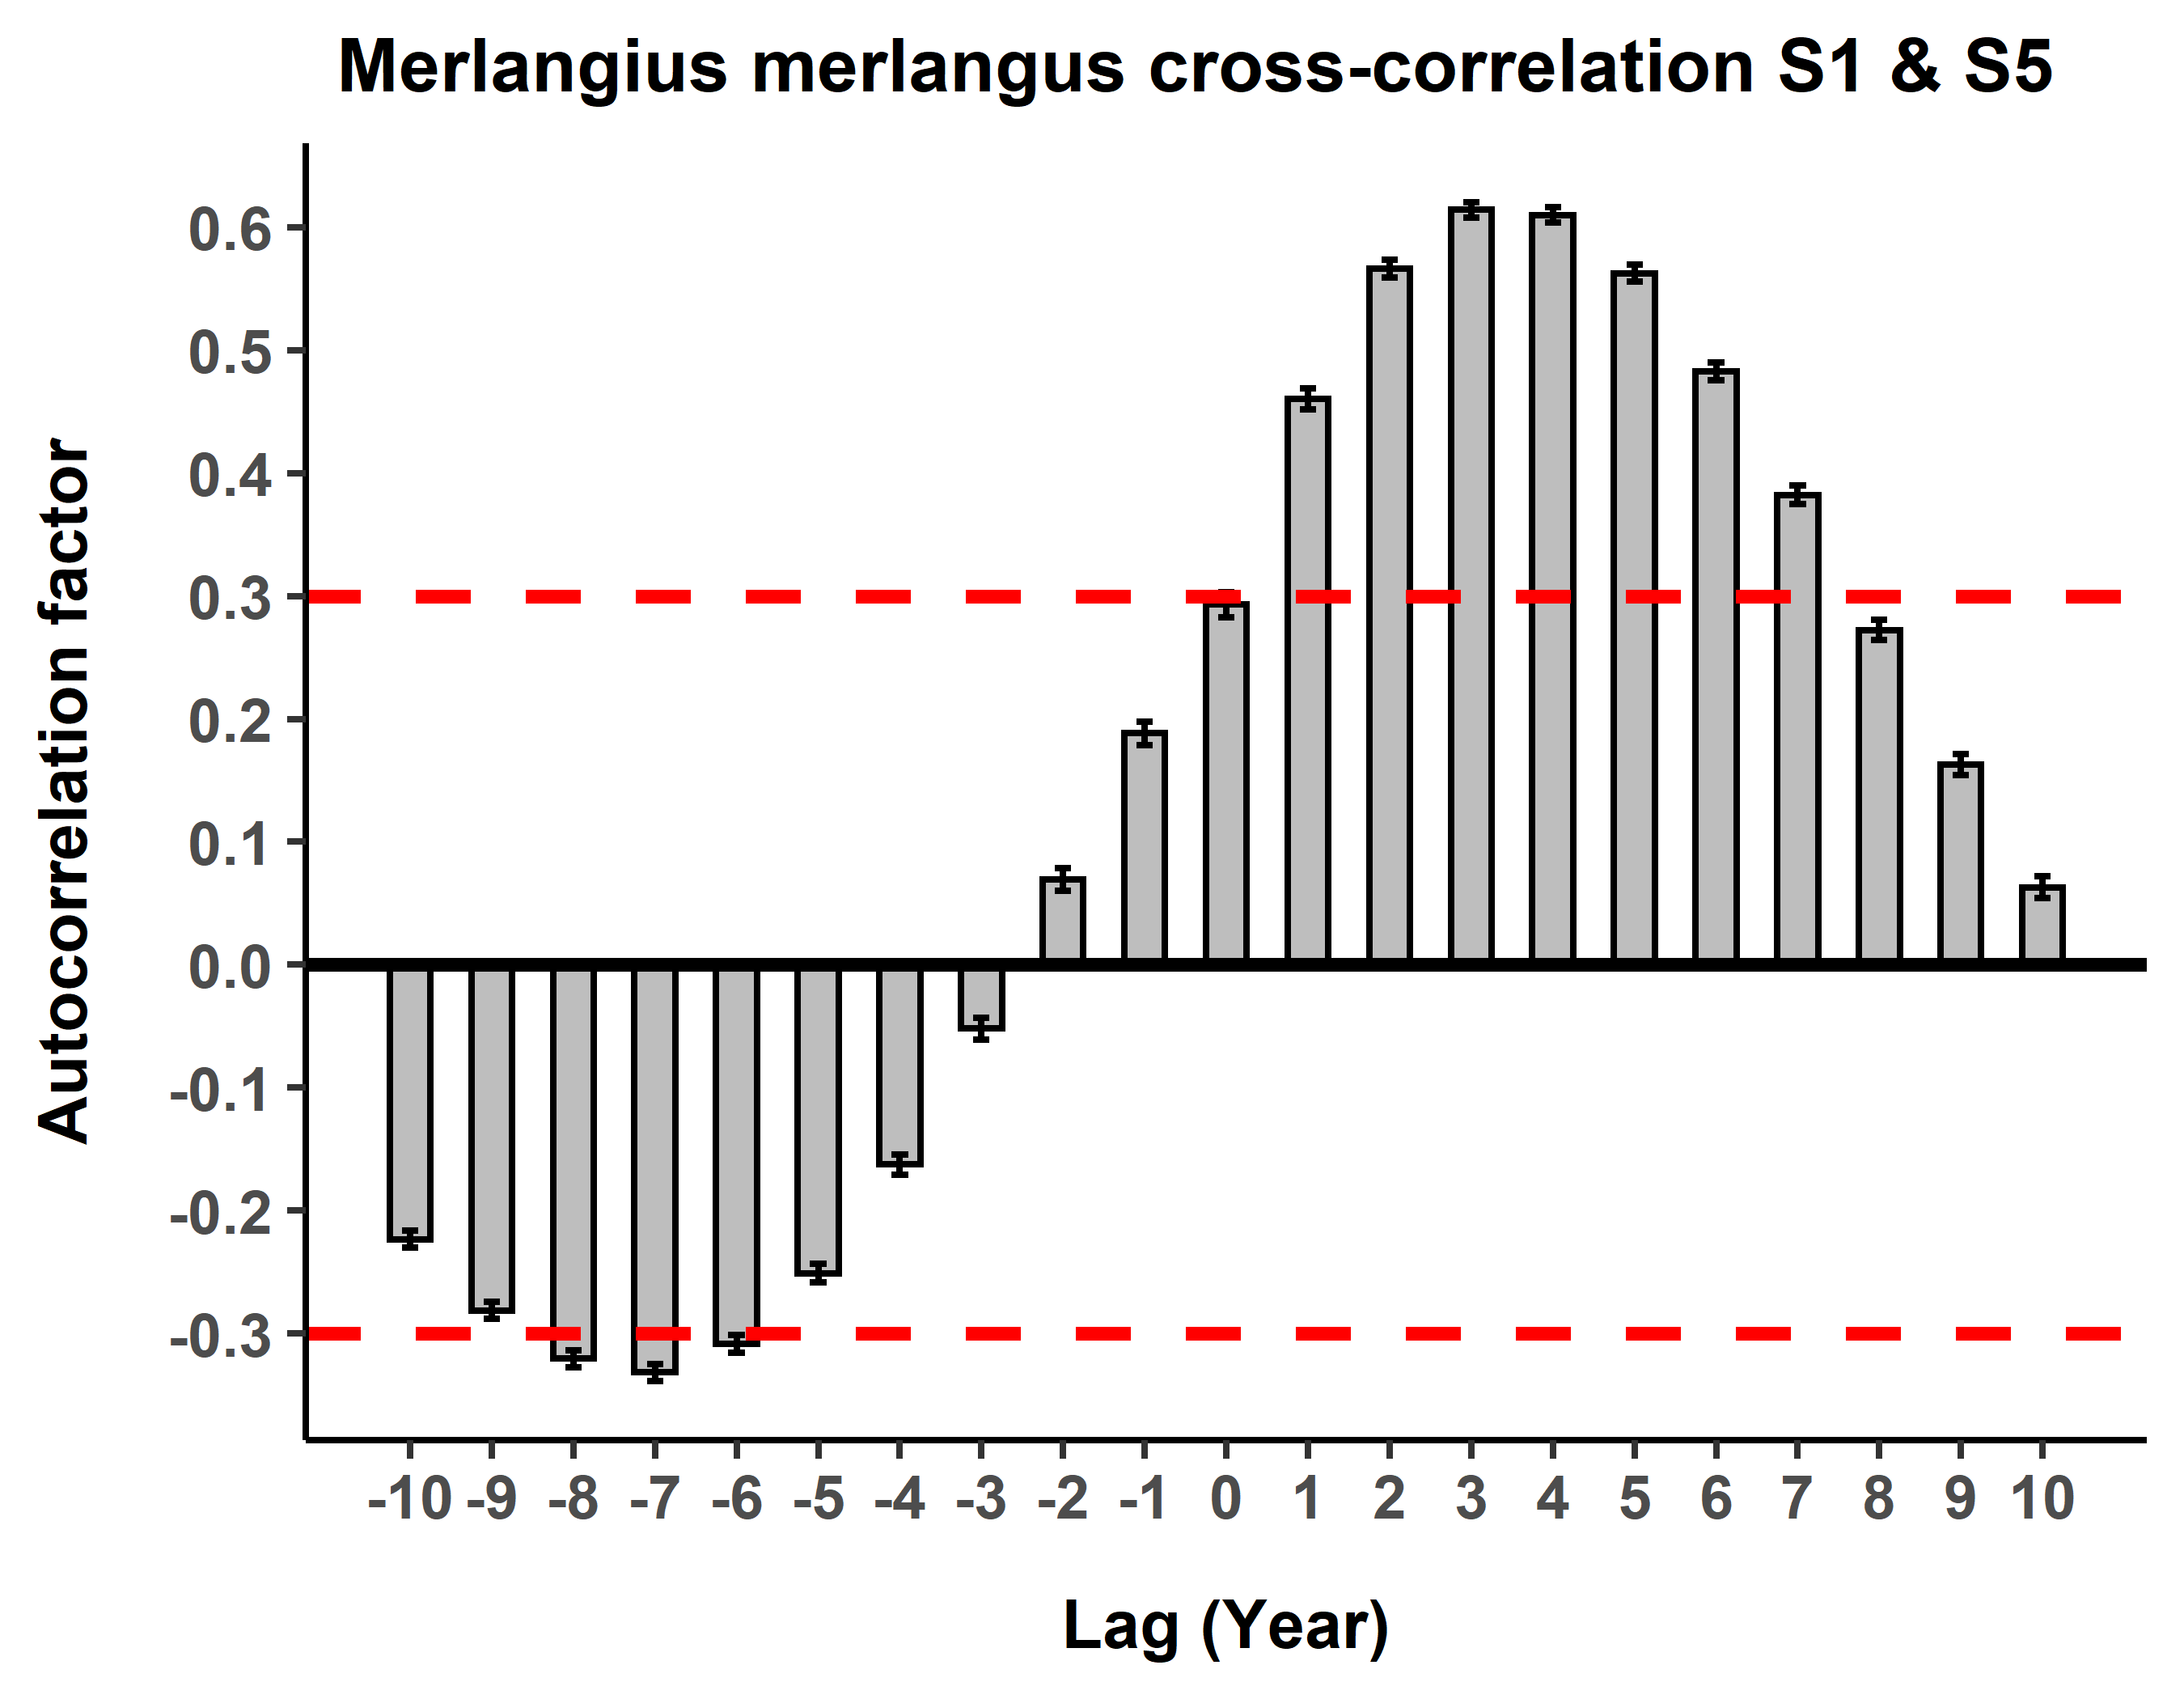 Merlangius merlangus cross-correlation S1 & S5
Autocorrelation factor
0.6
0.5
0.4
0.3
0.2
0.1
0.0
-0.1
-0.2
-0.3
-10 -9 -8 -7 -6 -5 -4 -3 -2 -1 0 1 2 3 4 5 6 7 8 9 10
Lag (Year)